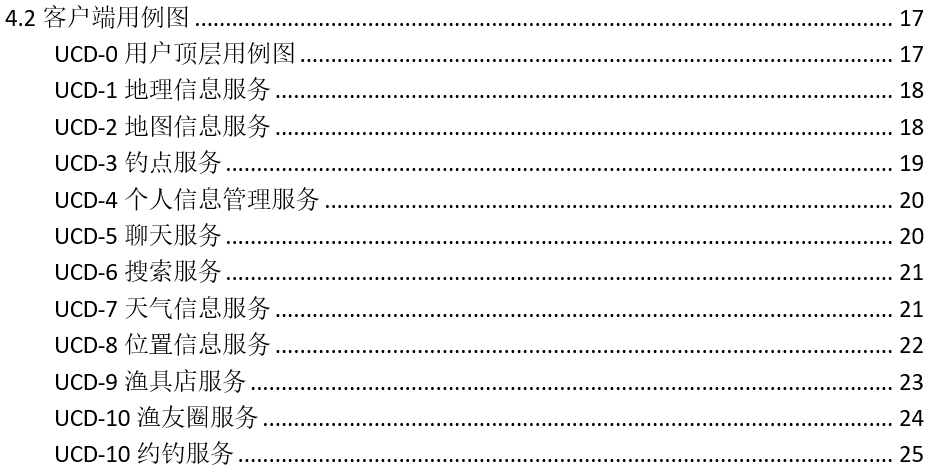 4.2 客户端用例图 ........ 17
UCD-0 用户顶层用例图 ........ 17
UCD-1 地理信息服务 ........ 18
UCD-2 地图信息服务 ........ 18
UCD-3 钓点服务 ........ 19
UCD-4 个人信息管理服务 ........ 20
UCD-5 聊天服务 ........ 20
UCD-6 搜索服务 ........ 21
UCD-7 天气信息服务 ........ 21
UCD-8 位置信息服务 ........ 22
UCD-9 渔具店服务 ........ 23
UCD-10 渔友圈服务 ........ 24
UCD-10 约钓服务 ........ 25